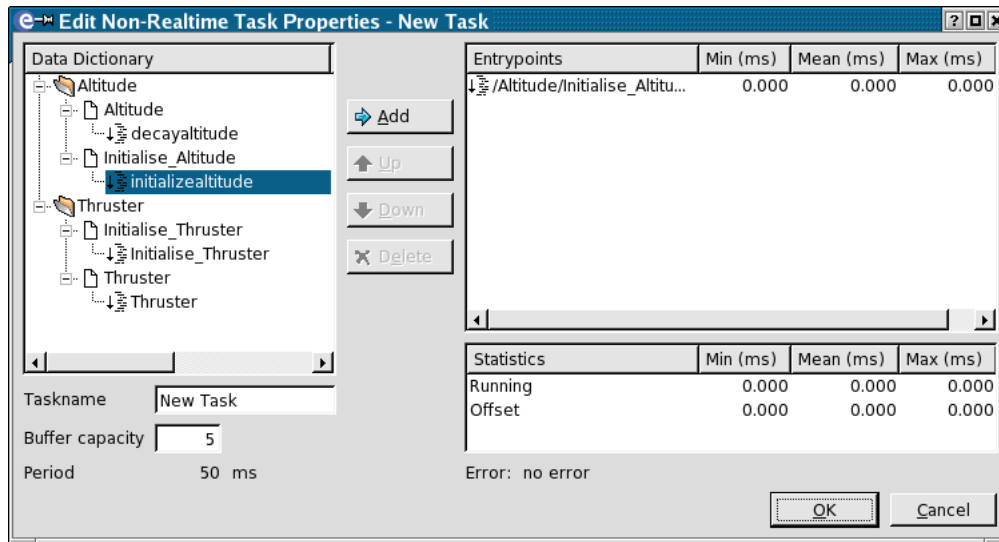 Edit Non-Realtime Task Properties - New Task
Data Dictionary
Altitude
Altitude
decayaltitude
Initialise_Altitude
initializealtitude
Thruster
Initialise_Thruster
Initialise_Thruster
Thruster
Thruster
Add
Up
Down
Delete
Entrypoints Min (ms) Mean (ms) Max (ms)
/Altitude/Initialise_Altitu... 0.000 0.000 0.000
Statistics Min (ms) Mean (ms) Max (ms)
Running 0.000 0.000 0.000
Offset 0.000 0.000 0.000
Taskname New Task
Buffer capacity 5
Period 50 ms
Error: no error
OK
Cancel